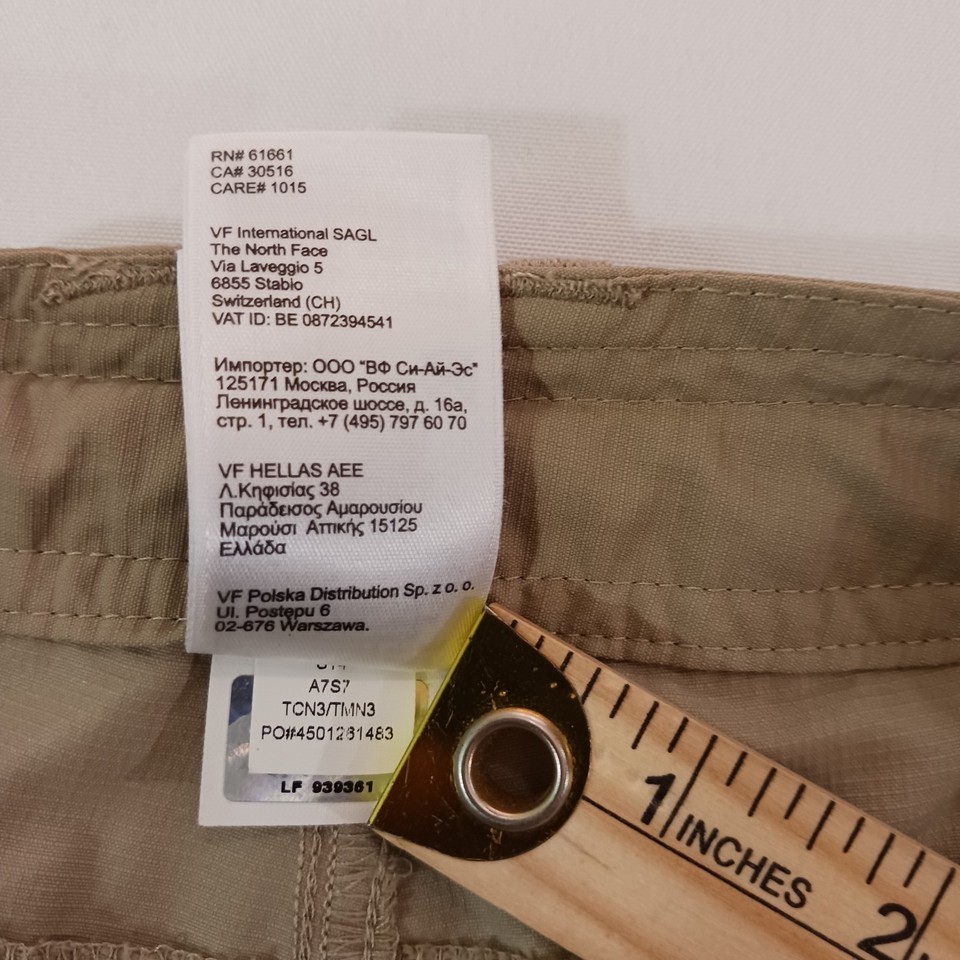 RN# 61661
CA# 30516
CARE# 1015
VF International SAGL
The North Face
Via Laveggio 5
6855 Stabio
Switzerland (CH)
VAT ID: BE 0872394541
Импортер: ООО "ВФ Си-Ай-Эс"
125171 Москва, Россия
Ленинградское шоссе, д. 16а,
стр. 1, тел. +7 (495) 797 60 70
VF HELLAS AEE
Λ.Κηφισίας 38
Παράδεισος Αμαρουσίου
Μαρούσι Αττικής 15125
Ελλάδα
VF Polska Distribution Sp. z o. o.
Ul. Postępu 6
02-676 Warszawa.
A7S7
TCN3/TMN3
PO#4501261483
LF 939361
1
INCHES
2